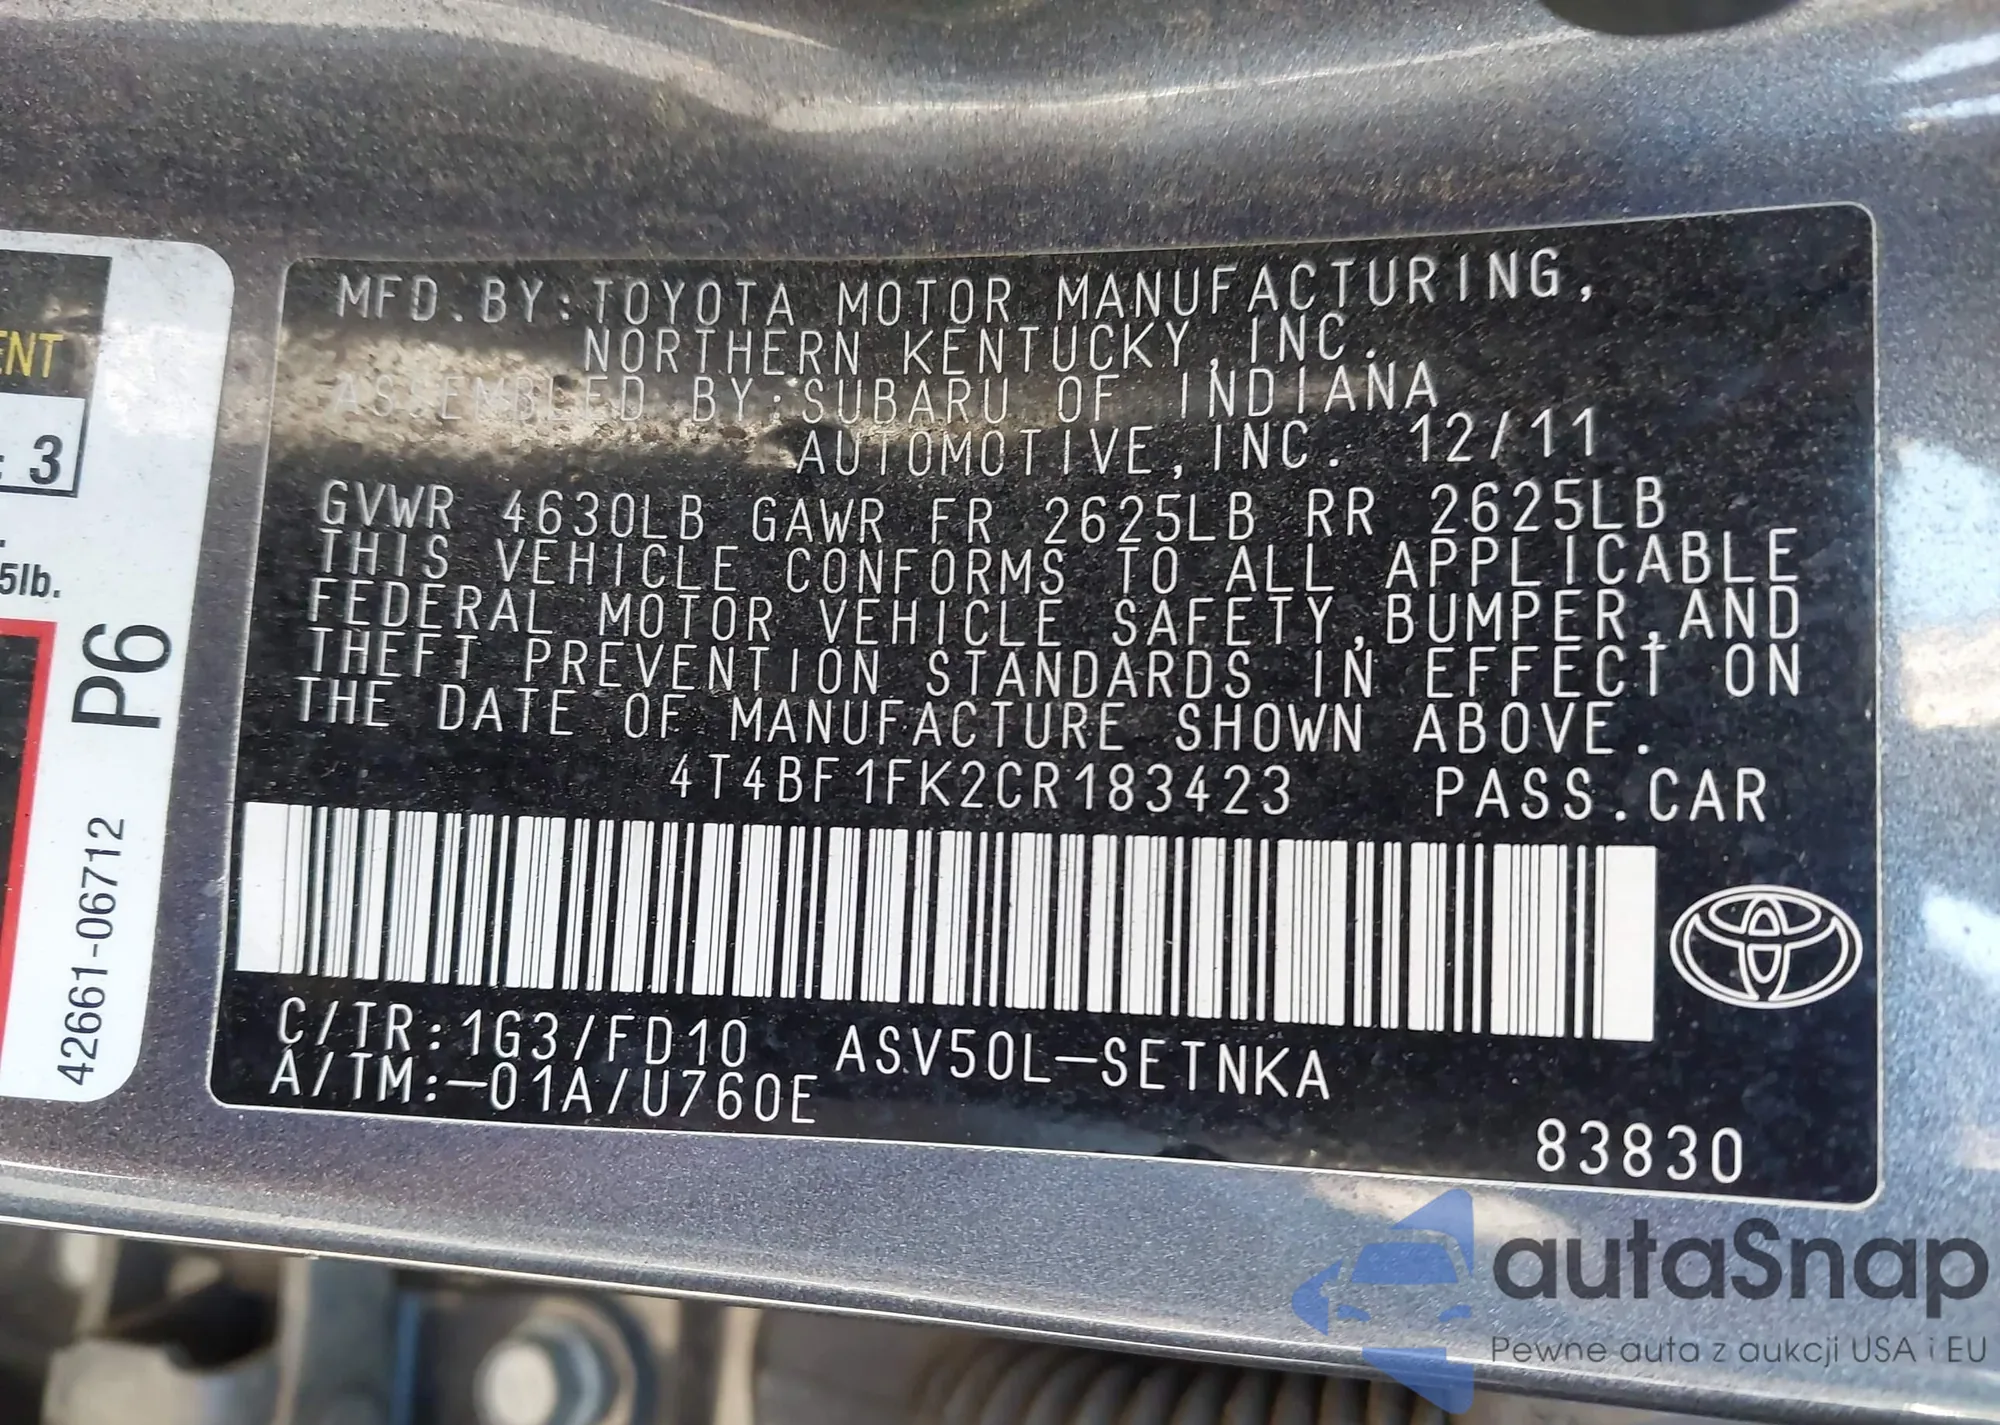 MFD. BY: TOYOTA MOTOR MANUFACTURING,
NORTHERN KENTUCKY, INC.
ASSEMBLED BY: SUBARU OF INDIANA
AUTOMOTIVE, INC. 12/11
GVWR 4630LB GAWR FR 2625LB RR 2625LB
THIS VEHICLE CONFORMS TO ALL APPLICABLE
FEDERAL MOTOR VEHICLE SAFETY, BUMPER, AND
THEFT PREVENTION STANDARDS IN EFFECT ON
THE DATE OF MANUFACTURE SHOWN ABOVE.
4T4BF1FK2CR183423 PASS.CAR
C/TR: 1G3/FD10 ASV50L-SETNKA
A/TM: -01A/U760E
83830
ENT
: 3
5lb.
P6
42661-06712
autaSnap
Pewne auta z aukcji USA i EU